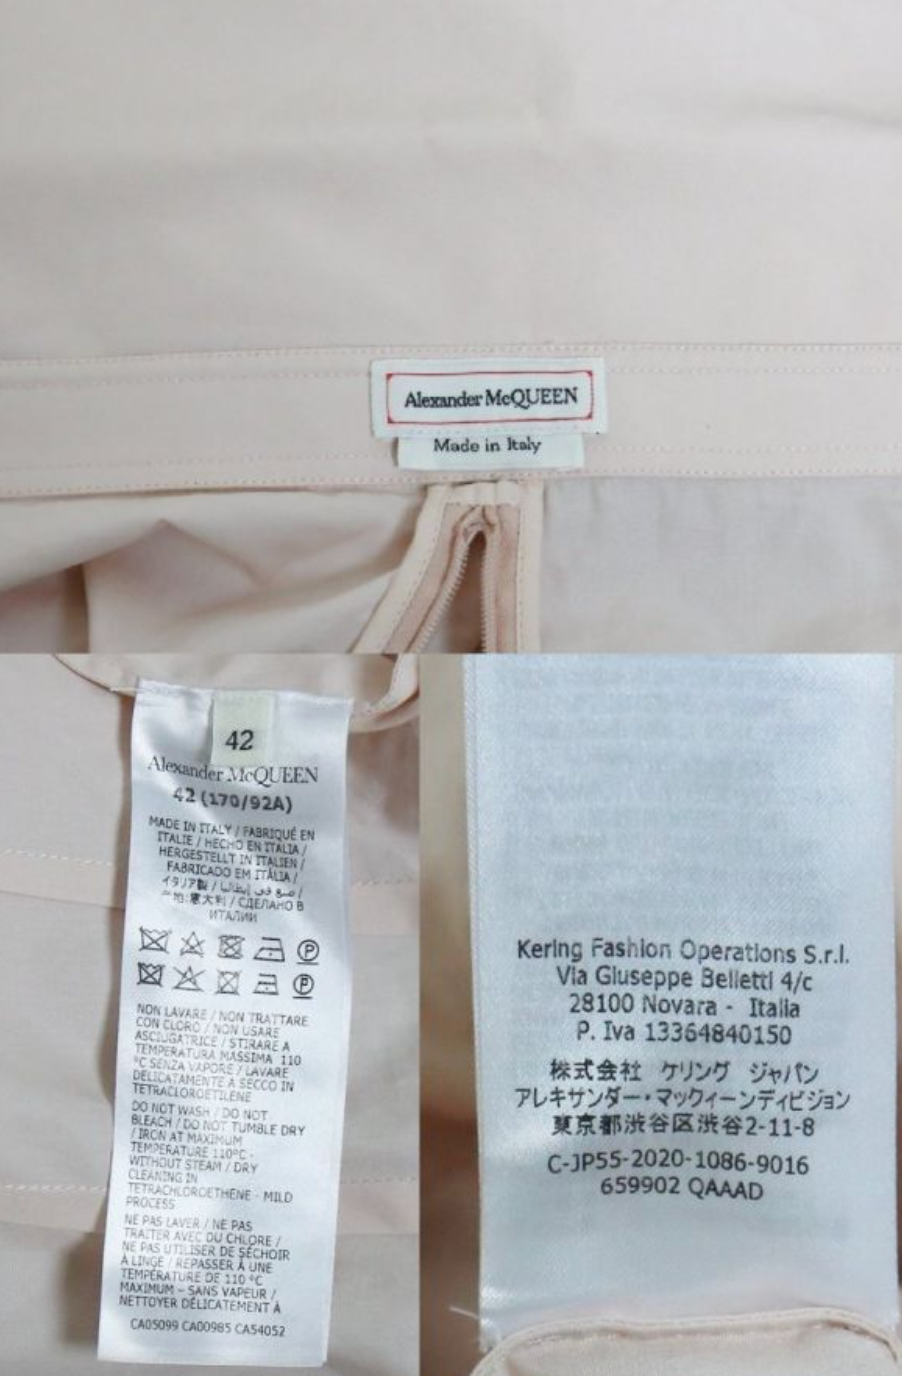 Alexander McQUEEN
Made in Italy
42
Alexander McQUEEN
42 (170/92A)
MADE IN ITALY / FABRIQUÉ EN
ITALIE / HECHO EN ITALIA /
HERGESTELLT IN ITALIEN /
FABRICADO EM ITÁLIA /
イタリア製 / صنع في إيطاليا /
产地:意大利 / СДЕЛАНО В
ИТАЛИИ
NON LAVARE / NON TRATTARE
CON CLORO / NON USARE
ASCIUGATRICE / STIRARE A
TEMPERATURA MASSIMA 110
°C SENZA VAPORE / LAVARE
DELICATAMENTE A SECCO IN
TETRACLOROETILENE
DO NOT WASH / DO NOT
BLEACH / DO NOT TUMBLE DRY
/ IRON AT MAXIMUM
TEMPERATURE 110°C -
WITHOUT STEAM / DRY
CLEANING IN
TETRACHLOROETHENE - MILD
PROCESS
NE PAS LAVER / NE PAS
TRAITER AVEC DU CHLORE /
NE PAS UTILISER DE SÉCHOIR
À LINGE / REPASSER À UNE
TEMPÉRATURE DE 110 °C
MAXIMUM - SANS VAPEUR /
NETTOYER DÉLICATEMENT À
CA05099 CA00985 CA54052
Kering Fashion Operations S.r.l.
Via Giuseppe Belletti 4/c
28100 Novara - Italia
P. Iva 13364840150
株式会社 ケリング ジャパン
アレキサンダー・マックィーンディビジョン
東京都渋谷区渋谷2-11-8
C-JP55-2020-1086-9016
659902 QAAAD